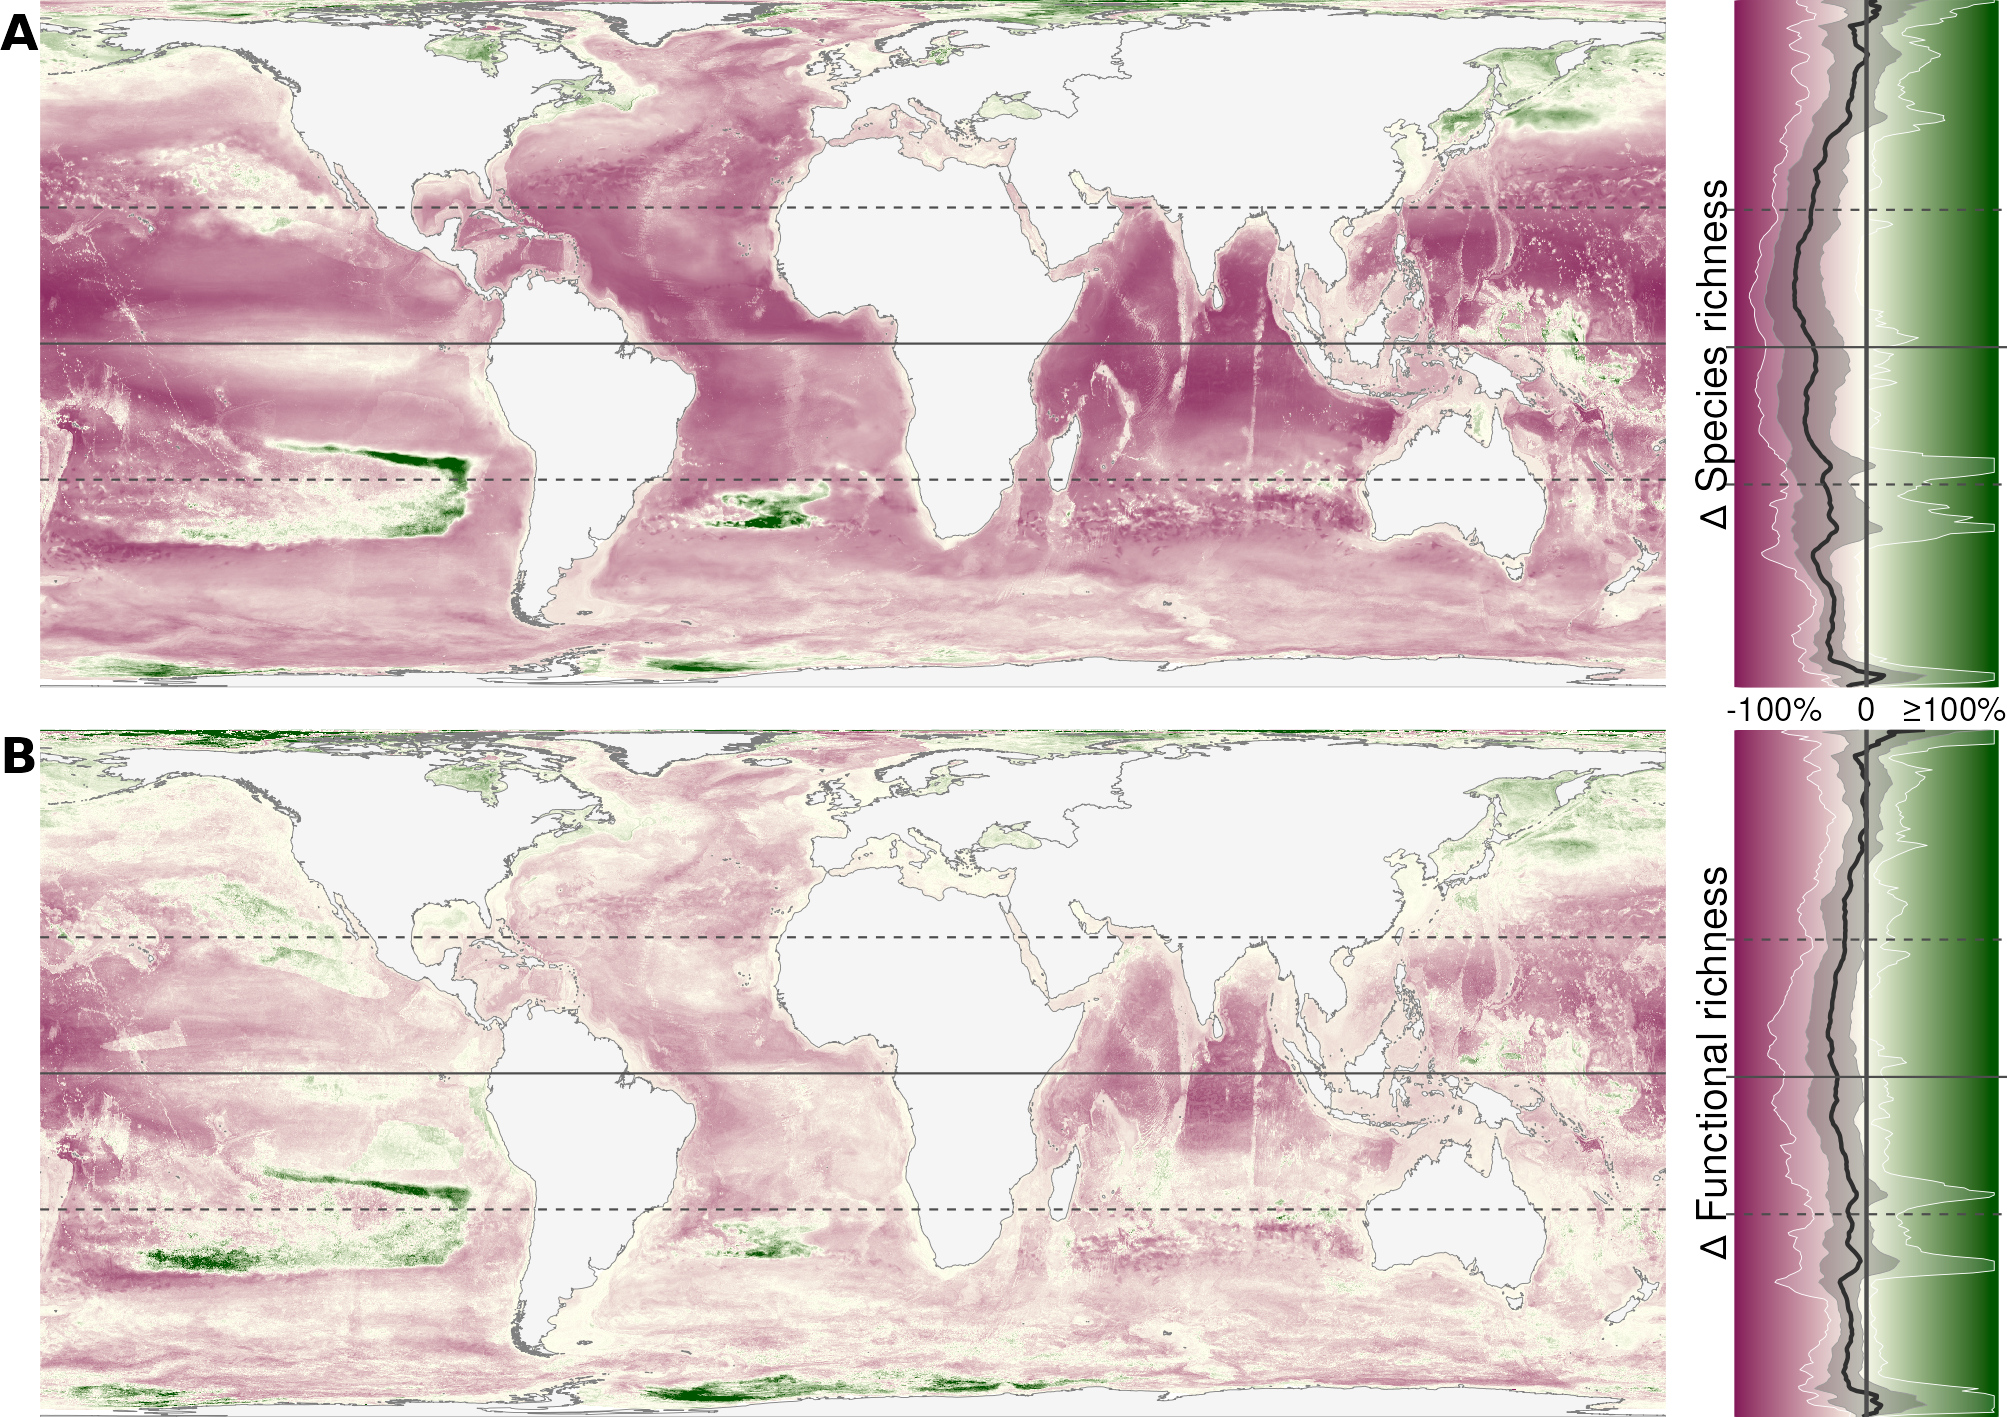 A
Δ Species richness
-100% 0 ≥100%
B
Δ Functional richness